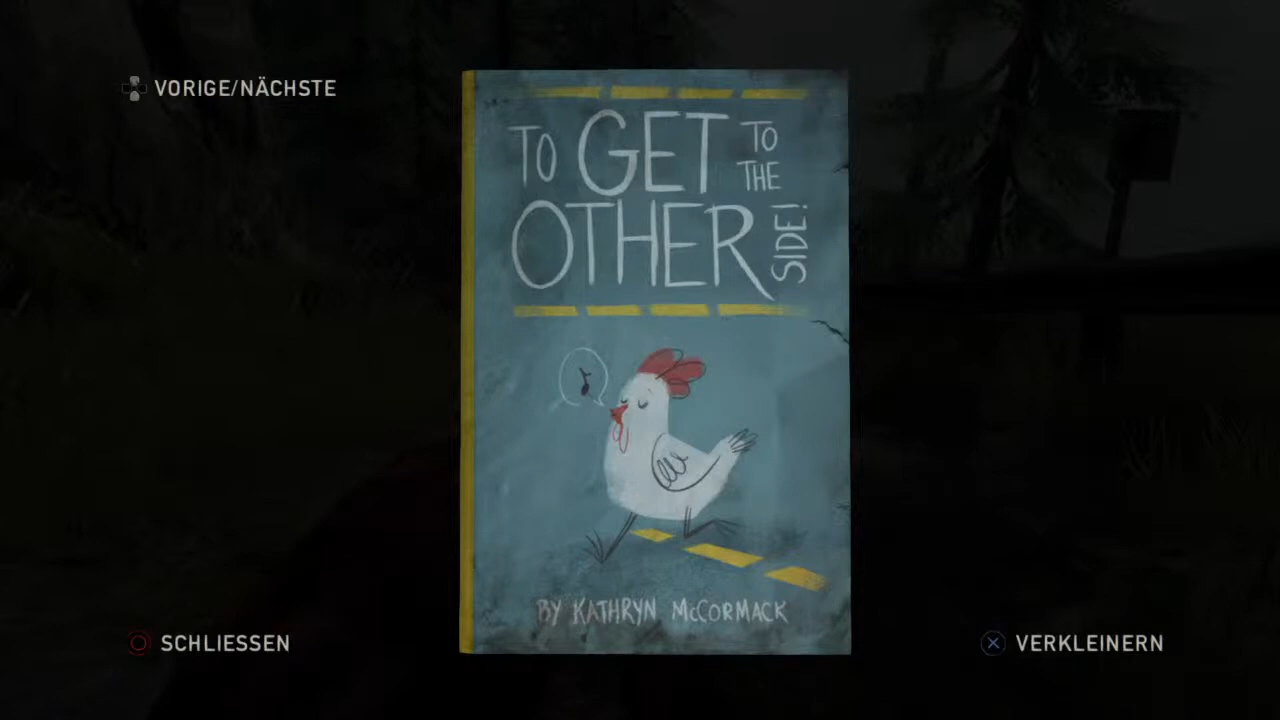 VORIGE/NÄCHSTE
TO GET TO
THE
OTHER SIDE!
BY KATHRYN McCORMACK
SCHLIESSEN
VERKLEINERN